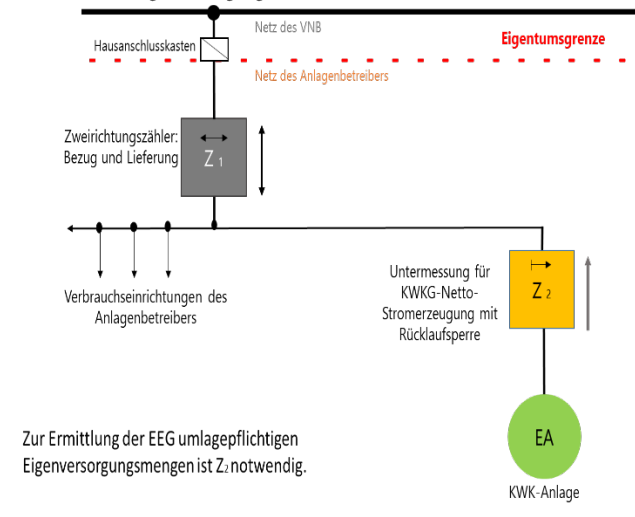 Netz des VNB
Hausanschlusskasten
Eigentumsgrenze
Netz des Anlagenbetreibers
Zweirichtungszähler:
Bezug und Lieferung
Z 1
Untermessung für
KWKG-Netto-
Stromerzeugung mit
Rücklaufsperre
Z 2
Verbrauchseinrichtungen des
Anlagenbetreibers
EA
KWK-Anlage
Zur Ermittlung der EEG umlagepflichtigen
Eigenversorgungsmengen ist Z2 notwendig.